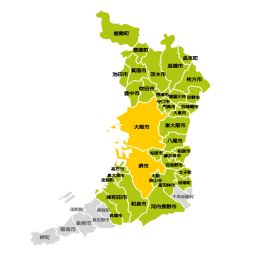 能勢町
豊能町
池田市
箕面市
茨木市
高槻市
島本町
枚方市
豊中市
吹田市
摂津市
守口市
門真市
寝屋川市
交野市
四條畷市
大東市
大阪市
東大阪市
八尾市
松原市
柏原市
藤井寺市
羽曳野市
堺市
大阪狭山市
富田林市
太子町
河南町
千早赤阪村
高石市
泉大津市
忠岡町
岸和田市
和泉市
河内長野市
貝塚市
熊取町
田尻町
泉佐野市
泉南市
阪南市
岬町